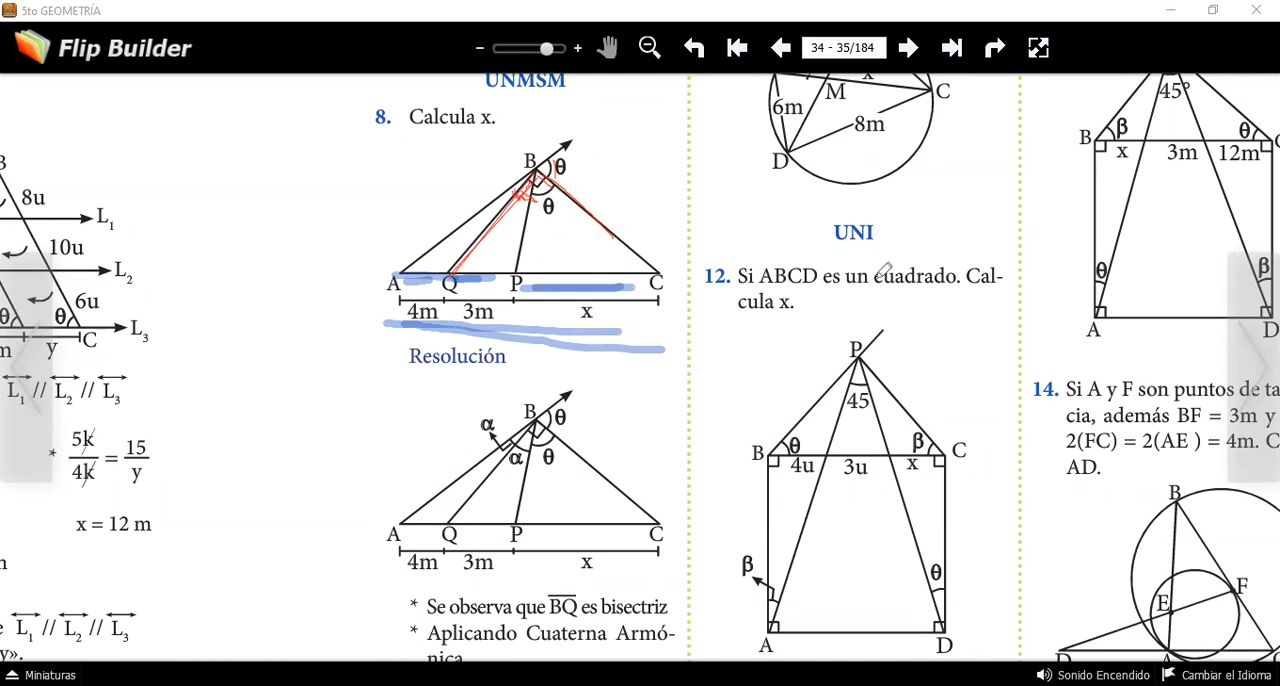 5to GEOMETRÍA
Flip Builder
34 - 35/184
8u
L1
10u
L2
6u
θ
θ
L3
y
C
L1 // L2 // L3
* 5k/4k = 15/y
x = 12 m
L1 // L2 // L3
y».
UNMSM
8. Calcula x.
B
θ
θ
A
Q
P
C
4m
3m
x
Resolución
α
B
θ
α
θ
A
Q
P
C
4m
3m
x
* Se observa que BQ es bisectriz
* Aplicando Cuaterna Armó-
nica
6m
M
x
C
8m
D
UNI
12. Si ABCD es un cuadrado. Cal-
cula x.
P
45
B
θ
β
C
4u
3u
x
β
θ
A
D
45°
B
β
θ
x
3m
12m
θ
β
A
D
14. Si A y F son puntos de ta
cia, además BF = 3m y
2(FC) = 2(AE ) = 4m. C
AD.
B
F
E
Miniaturas
Sonido Encendido
Cambiar el Idioma